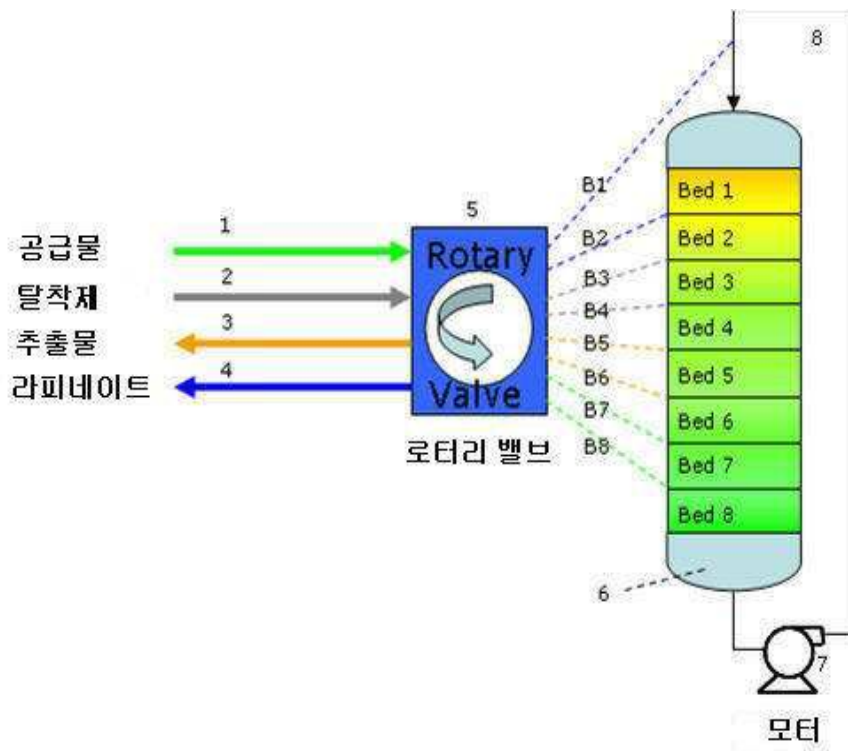 8
1
공급물
2
탈착제
3
추출물
4
라피네이트
5
Rotary
Valve
로터리 밸브
B1
B2
B3
B4
B5
B6
B7
B8
Bed 1
Bed 2
Bed 3
Bed 4
Bed 5
Bed 6
Bed 7
Bed 8
6
7
모터